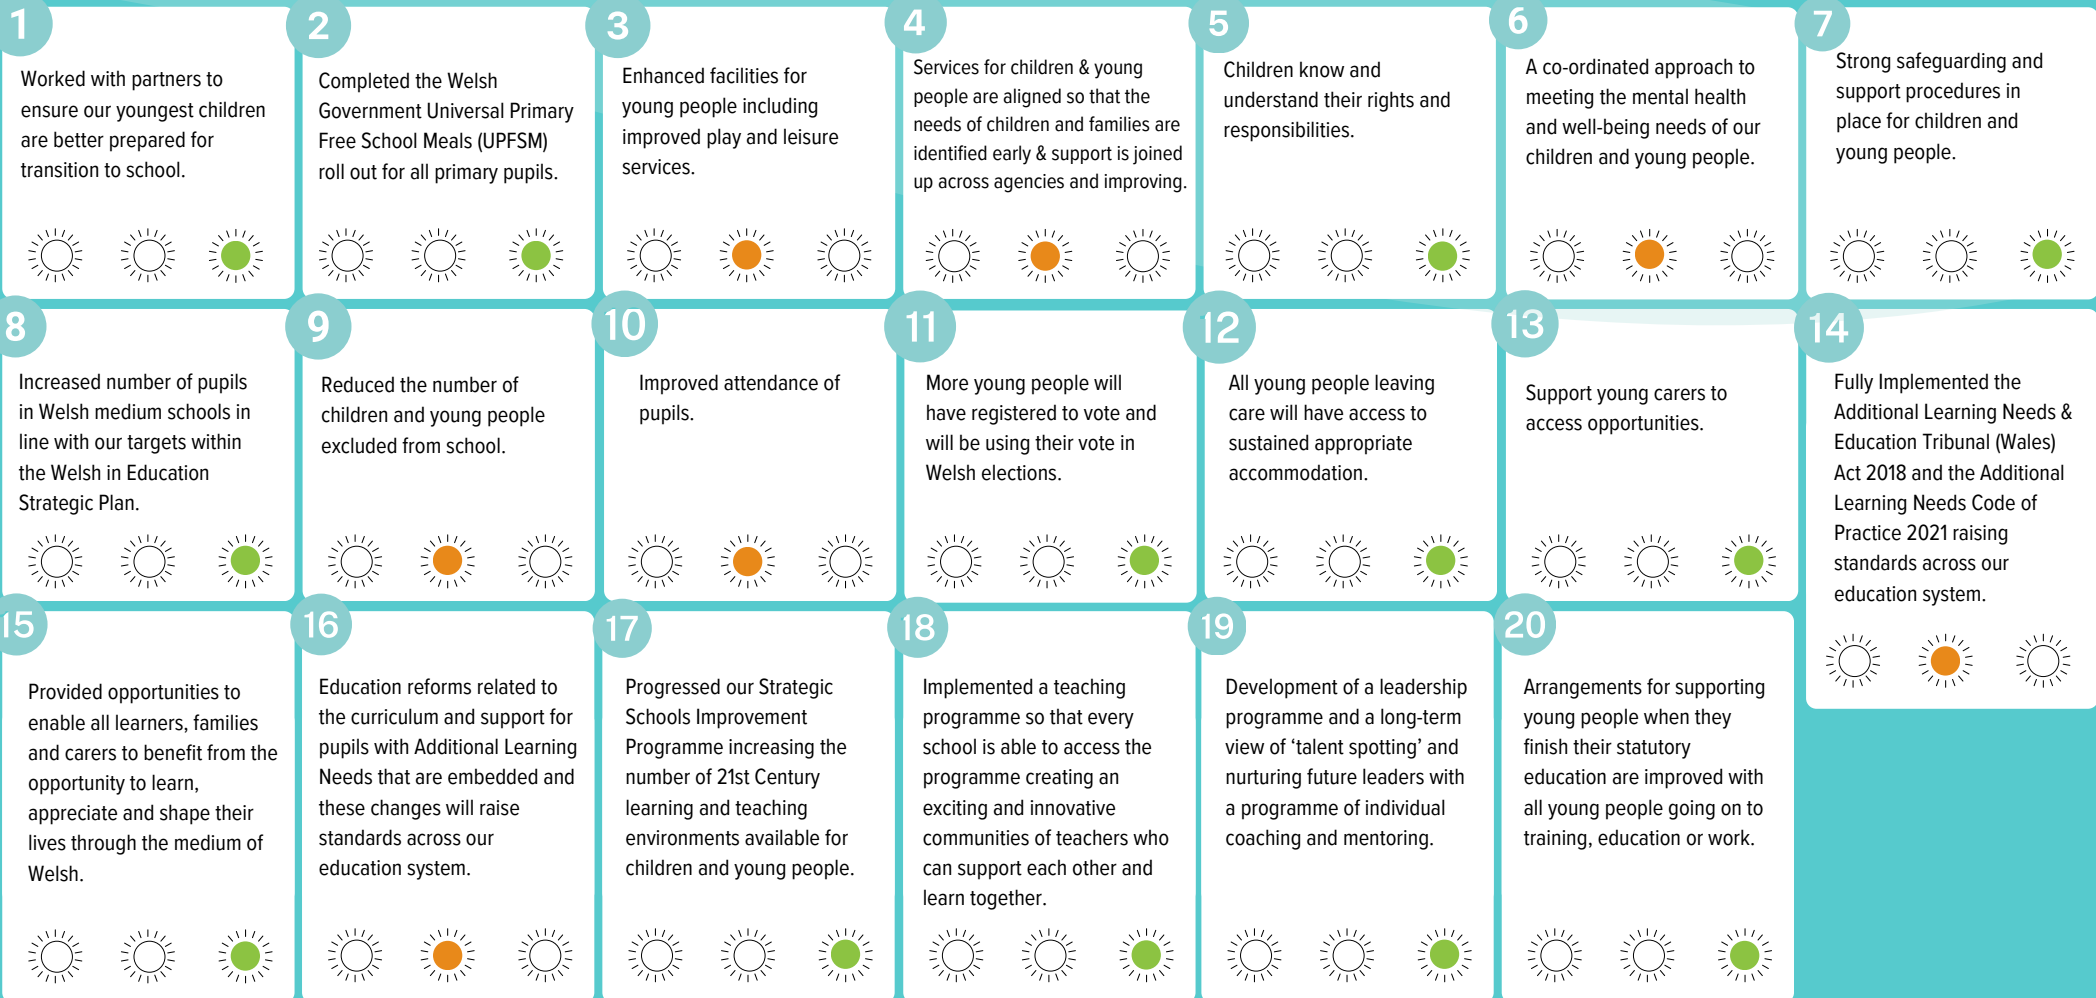 1
Worked with partners to
ensure our youngest children
are better prepared for
transition to school.
2
Completed the Welsh
Government Universal Primary
Free School Meals (UPFSM)
roll out for all primary pupils.
3
Enhanced facilities for
young people including
improved play and leisure
services.
4
Services for children & young
people are aligned so that the
needs of children and families are
identified early & support is joined
up across agencies and improving.
5
Children know and
understand their rights and
responsibilities.
6
A co-ordinated approach to
meeting the mental health
and well-being needs of our
children and young people.
7
Strong safeguarding and
support procedures in
place for children and
young people.
8
Increased number of pupils
in Welsh medium schools in
line with our targets within
the Welsh in Education
Strategic Plan.
9
Reduced the number of
children and young people
excluded from school.
10
Improved attendance of
pupils.
11
More young people will
have registered to vote and
will be using their vote in
Welsh elections.
12
All young people leaving
care will have access to
sustained appropriate
accommodation.
13
Support young carers to
access opportunities.
14
Fully Implemented the
Additional Learning Needs &
Education Tribunal (Wales)
Act 2018 and the Additional
Learning Needs Code of
Practice 2021 raising
standards across our
education system.
15
Provided opportunities to
enable all learners, families
and carers to benefit from the
opportunity to learn,
appreciate and shape their
lives through the medium of
Welsh.
16
Education reforms related to
the curriculum and support for
pupils with Additional Learning
Needs that are embedded and
these changes will raise
standards across our
education system.
17
Progressed our Strategic
Schools Improvement
Programme increasing the
number of 21st Century
learning and teaching
environments available for
children and young people.
18
Implemented a teaching
programme so that every
school is able to access the
programme creating an
exciting and innovative
communities of teachers who
can support each other and
learn together.
19
Development of a leadership
programme and a long-term
view of ‘talent spotting’ and
nurturing future leaders with
a programme of individual
coaching and mentoring.
20
Arrangements for supporting
young people when they
finish their statutory
education are improved with
all young people going on to
training, education or work.